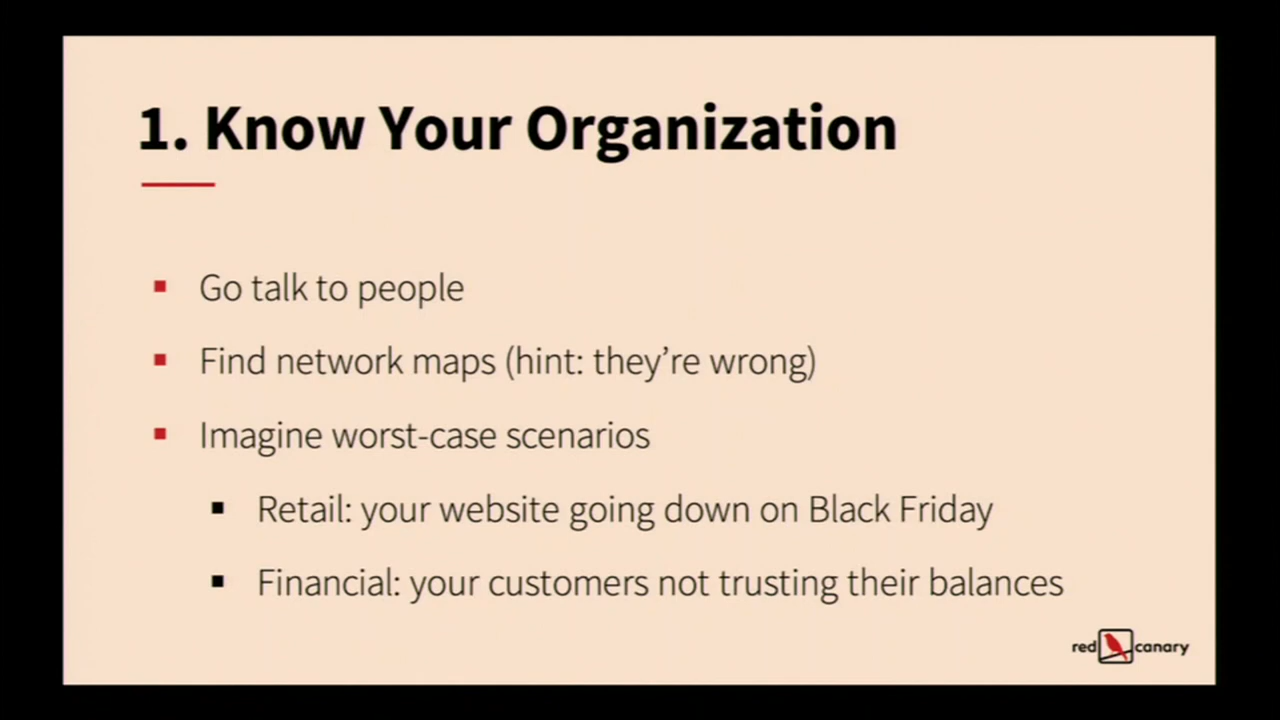 1. Know Your Organization
Go talk to people
Find network maps (hint: they’re wrong)
Imagine worst-case scenarios
Retail: your website going down on Black Friday
Financial: your customers not trusting their balances
red canary